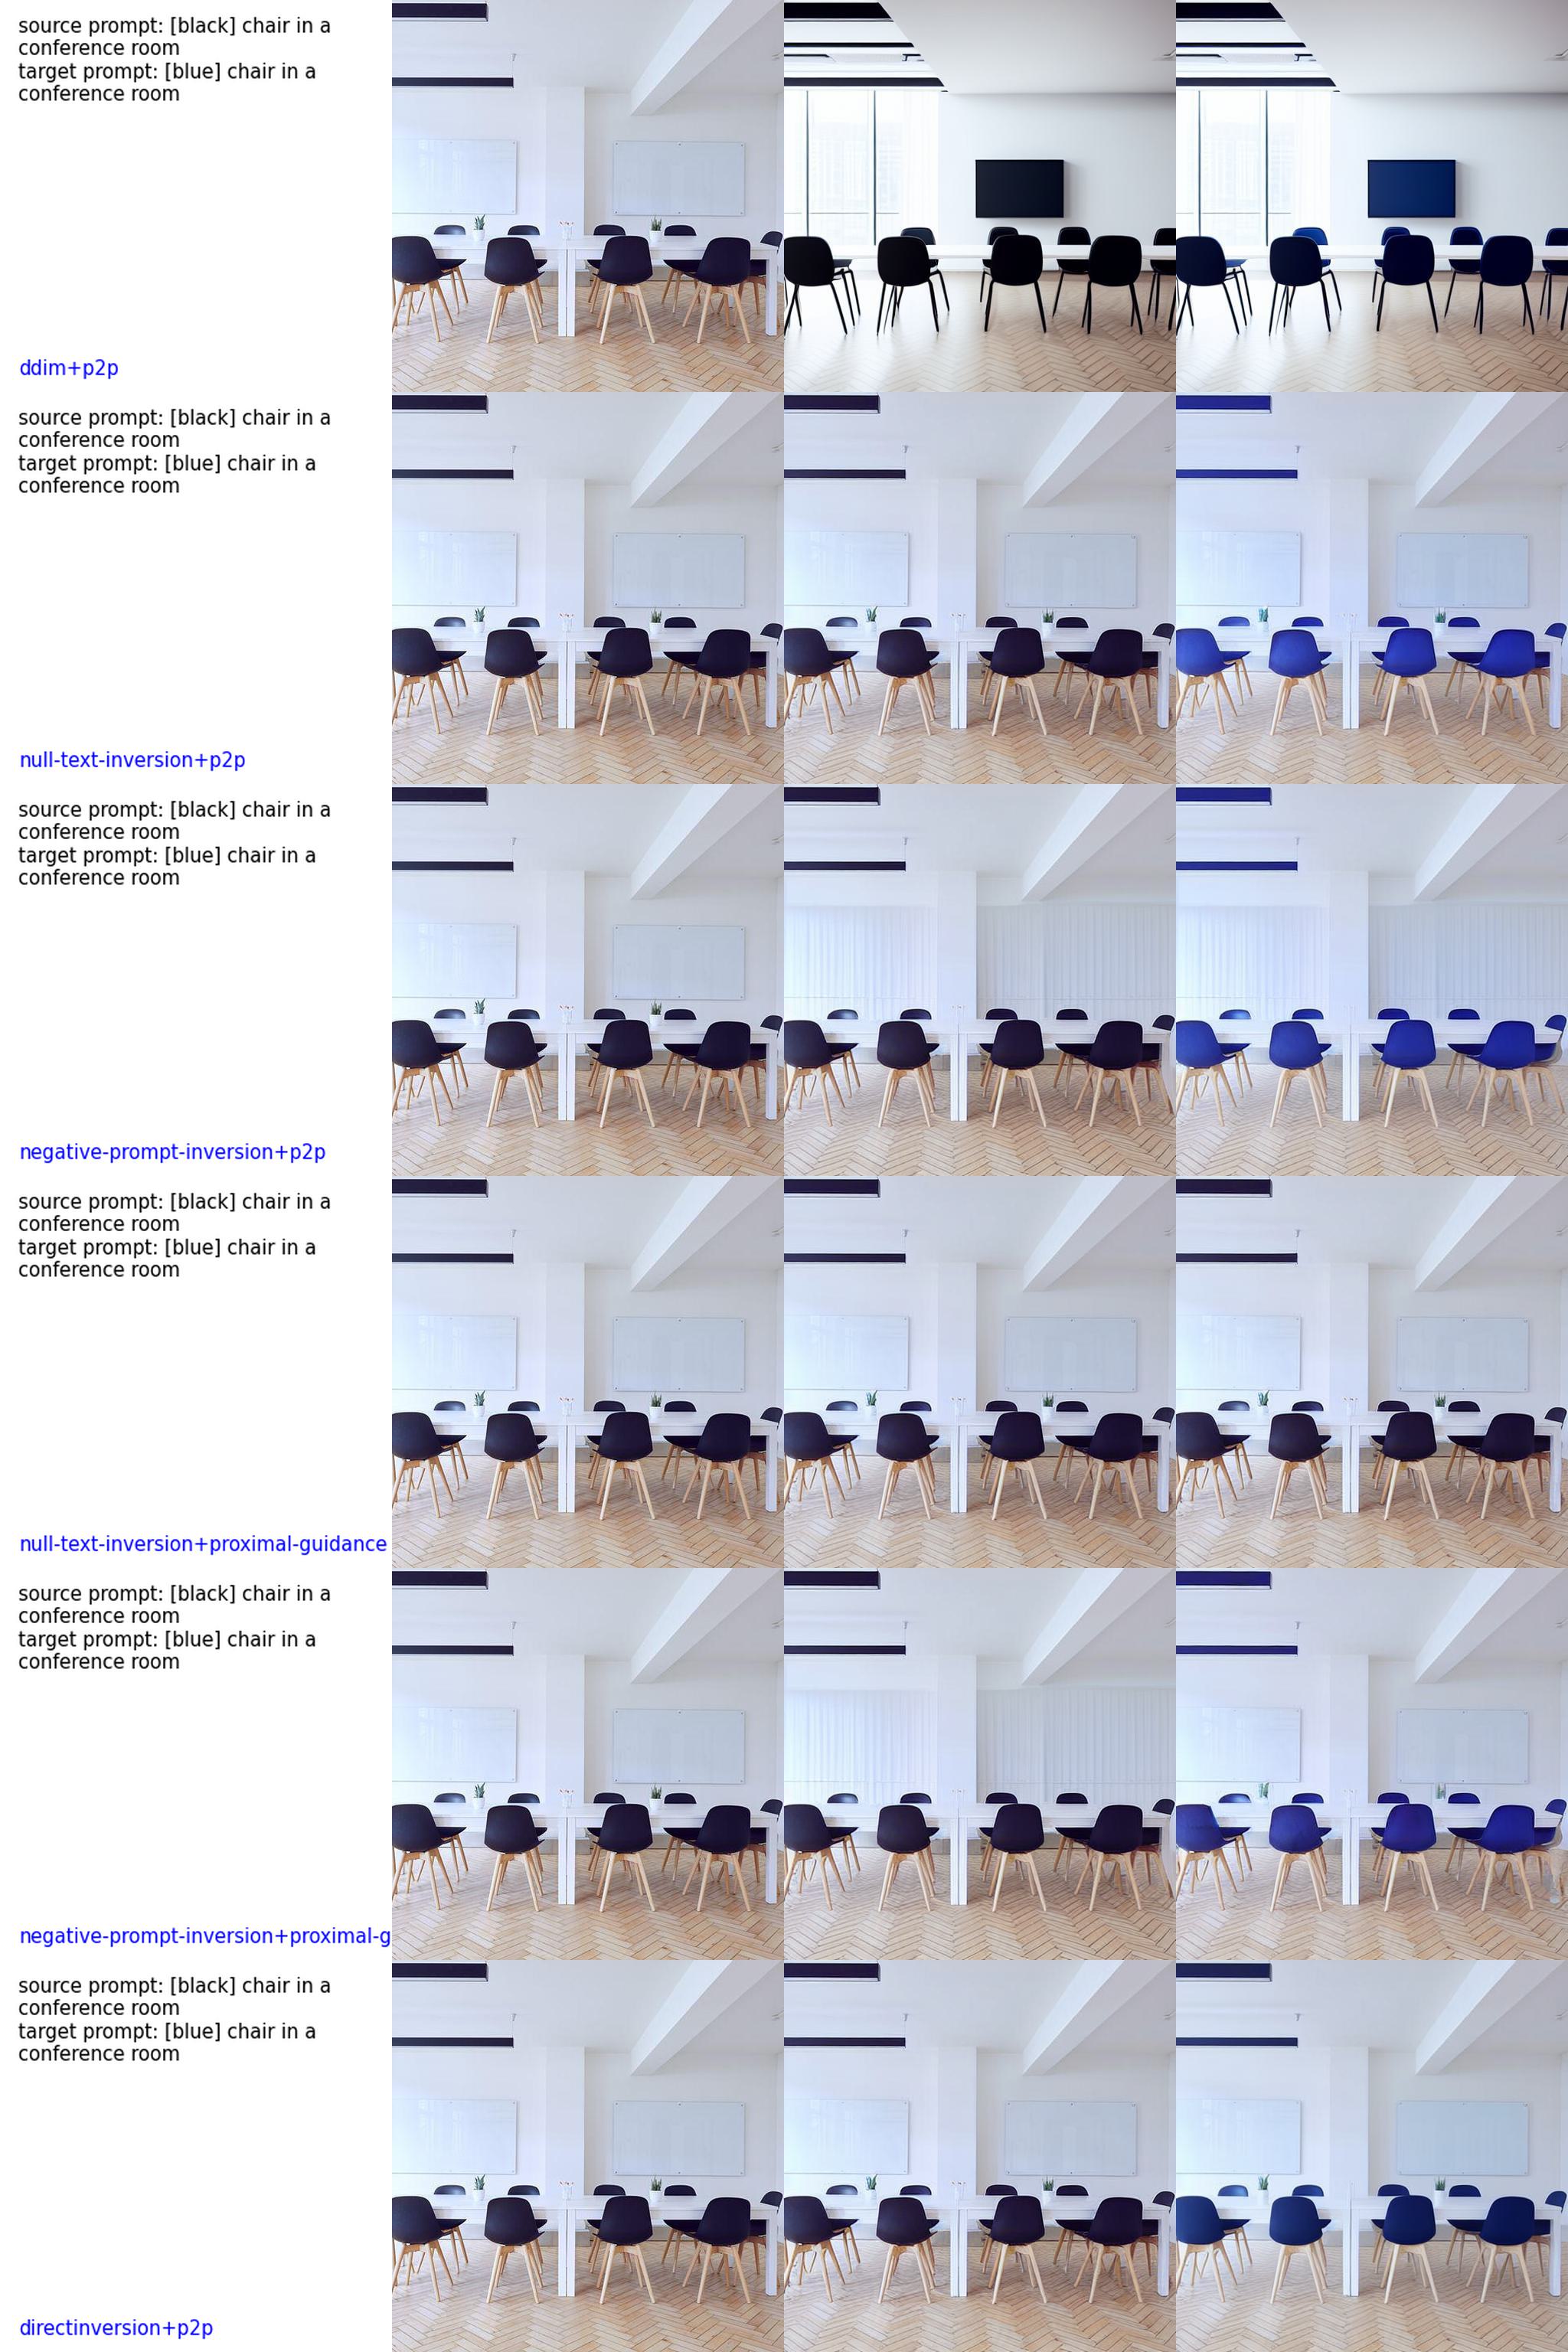 source prompt: [black] chair in a
conference room
target prompt: [blue] chair in a
conference room
ddim+p2p
source prompt: [black] chair in a
conference room
target prompt: [blue] chair in a
conference room
null-text-inversion+p2p
source prompt: [black] chair in a
conference room
target prompt: [blue] chair in a
conference room
negative-prompt-inversion+p2p
source prompt: [black] chair in a
conference room
target prompt: [blue] chair in a
conference room
null-text-inversion+proximal-guidance
source prompt: [black] chair in a
conference room
target prompt: [blue] chair in a
conference room
negative-prompt-inversion+proximal-g
source prompt: [black] chair in a
conference room
target prompt: [blue] chair in a
conference room
directinversion+p2p